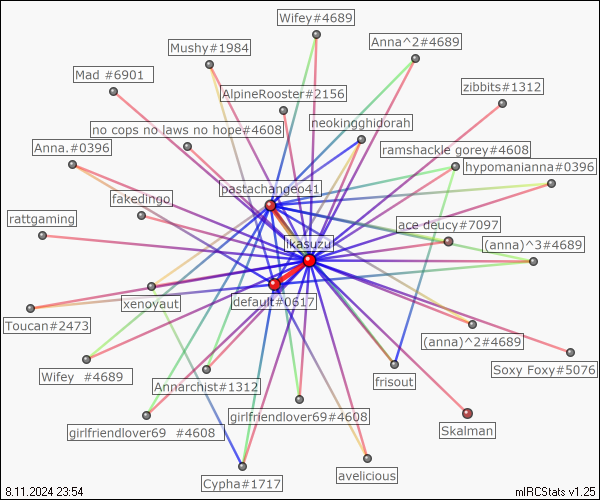 Wifey#4689
Anna^2#4689
Mushy#1984
Mad #6901
zibbits#1312
AlpineRooster#2156
neokingghidorah
no cops no laws no hope#4608
Anna.#0396
ramshackle gorey#4608
hypomanianna#0396
pastachangeo41
fakedingo
rattgaming
ace deucy#7097
ikasuzu
(anna)^3#4689
xenoyaut
default#0617
Toucan#2473
(anna)^2#4689
Wifey  #4689
Soxy Foxy#5076
frisout
Annarchist#1312
girlfriendlover69#4608
girlfriendlover69  #4608
Skalman
avelicious
Cypha#1717
8.11.2024 23:54
mIRCStats v1.25